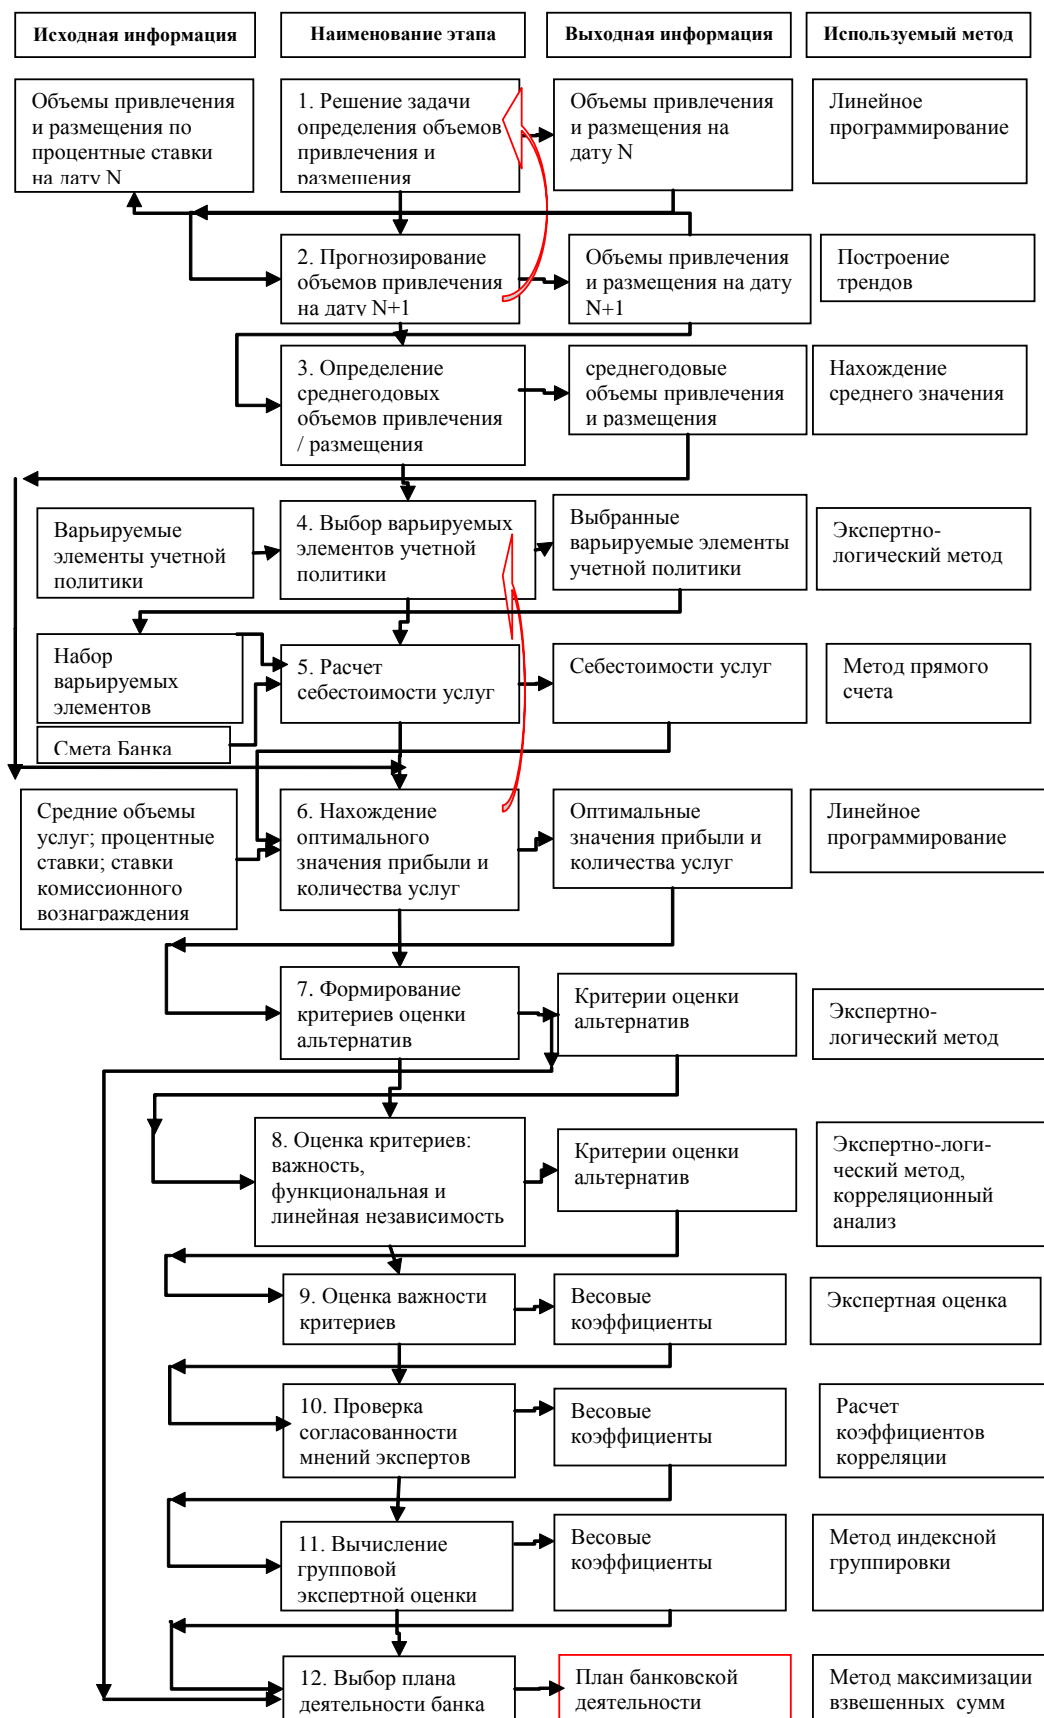 Исходная информация
Наименование этапа
Выходная информация
Используемый метод
Объемы привлечения
и размещения по
процентные ставки
на дату N
1. Решение задачи
определения объемов
привлечения и
размещения
Объемы привлечения
и размещения на
дату N
Линейное
программирование
2. Прогнозирование
объемов привлечения
на дату N+1
Объемы привлечения
и размещения на дату
N+1
Построение
трендов
3. Определение
среднегодовых
объемов привлечения
/ размещения
среднегодовые
объемы привлечения
и размещения
Нахождение
среднего значения
Варьируемые
элементы учетной
политики
4. Выбор варьируемых
элементов учетной
политики
Выбранные
варьируемые элементы
учетной политики
Экспертно-
логический метод
Набор
варьируемых
элементов
Смета Банка
5. Расчет
себестоимости услуг
Себестоимости услуг
Метод прямого
счета
Средние объемы
услуг; процентные
ставки; ставки
комиссионного
вознаграждения
6. Нахождение
оптимального
значения прибыли и
количества услуг
Оптимальные
значения прибыли и
количества услуг
Линейное
программирование
7. Формирование
критериев оценки
альтернатив
Критерии оценки
альтернатив
Экспертно-
логический метод
8. Оценка критериев:
важность,
функциональная и
линейная независимость
Критерии оценки
альтернатив
Экспертно-логи-
ческий метод,
корреляционный
анализ
9. Оценка важности
критериев
Весовые
коэффициенты
Экспертная оценка
10. Проверка
согласованности
мнений экспертов
Весовые
коэффициенты
Расчет
коэффициентов
корреляции
11. Вычисление
групповой
экспертной оценки
Весовые
коэффициенты
Метод индексной
группировки
12. Выбор плана
деятельности банка
План банковской
деятельности
Метод максимизации
взвешенных сумм